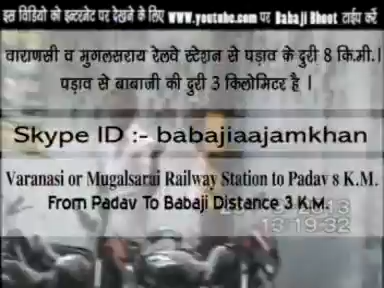 इस विडियो को इन्टरनेट पर देखने के लिए www.youtube.com पर Babaji Bhoot टाईप करें
वाराणसी व मुगलसराय रेलवे स्टेशन से पड़ाव के दुरी 8 कि.मी.।
पड़ाव से बाबाजी की दुरी 3 किलोमिटर है ।
Skype ID :- babajiaajamkhan
Varanasi or Mugalsarai Railway Station to Padav 8 K.M.
From Padav To Babaji Distance 3 K.M.
2013
13:19:32